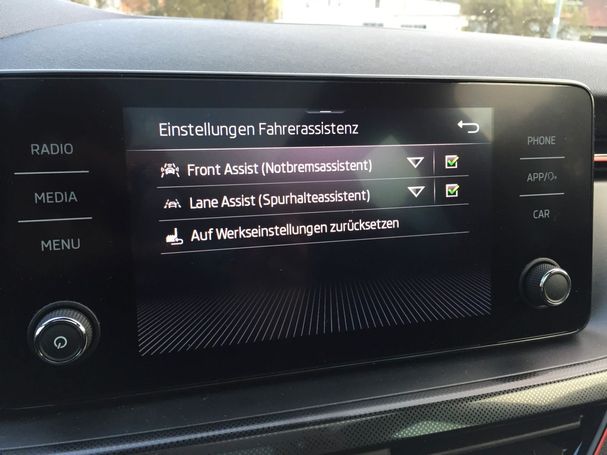 Einstellungen Fahrerassistenz
RADIO
MEDIA
MENU
Front Assist (Notbremsassistent)
Lane Assist (Spurhalteassistent)
Auf Werkseinstellungen zurücksetzen
PHONE
APP/
CAR